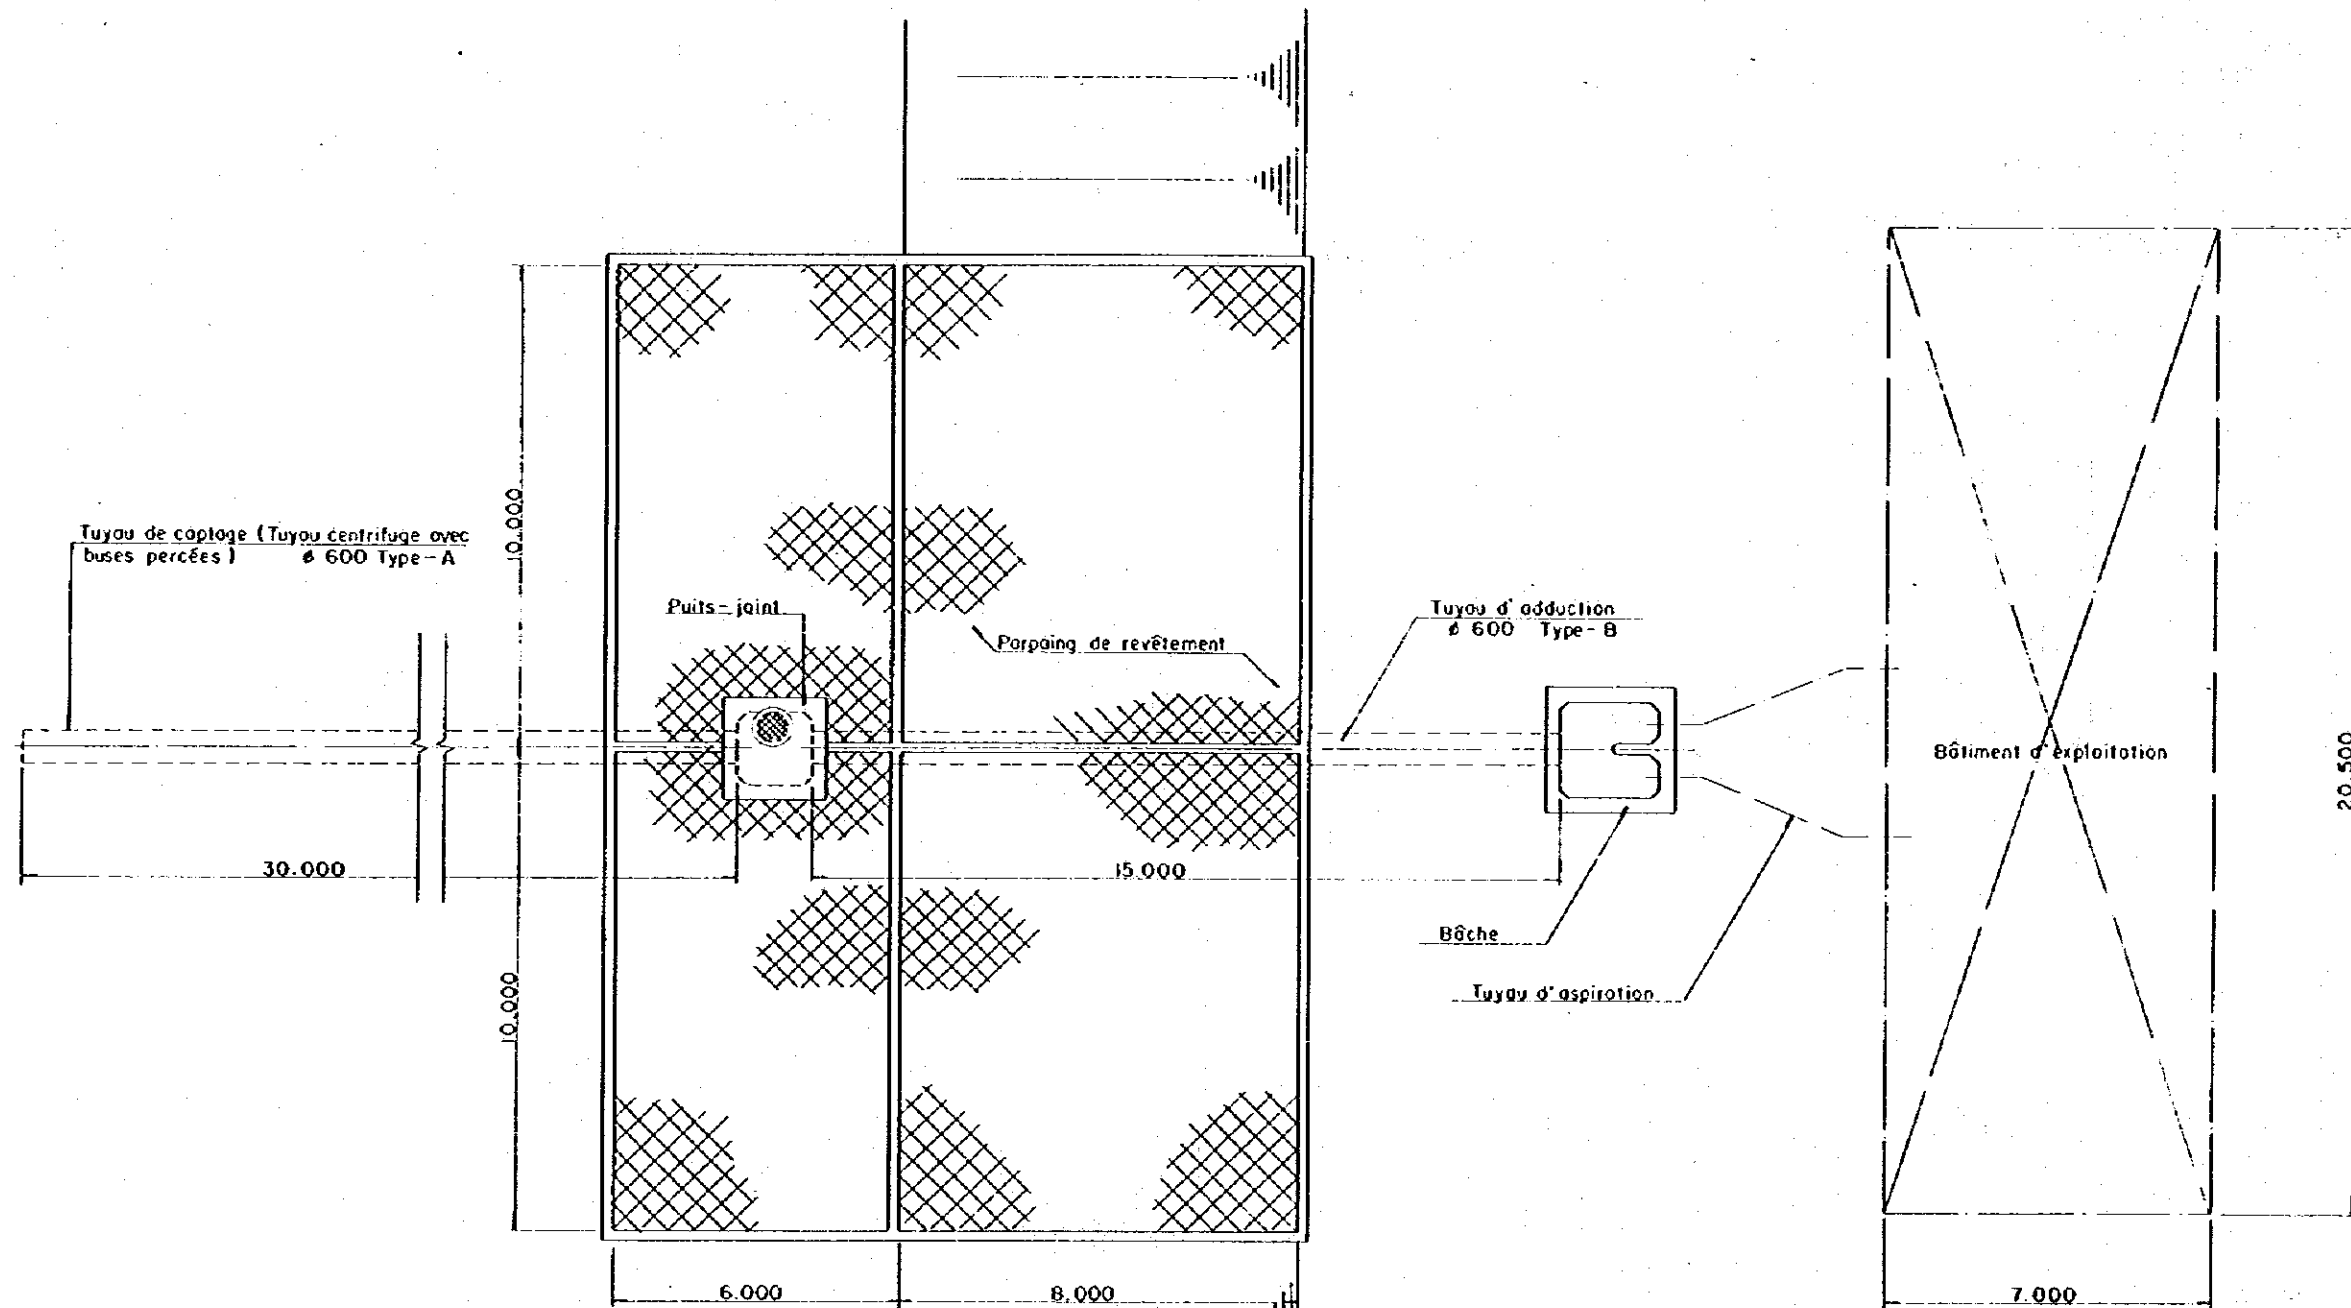 Tuyau de captage (Tuyau centrifuge avec
buses percées) ø 600 Type-A
10.000
Puits-joint
Parpaing de revêtement
Tuyau d'adduction
ø 600 Type-B
Bâtiment d'exploitation
20.500
30.000
15.000
Bâche
Tuyau d'aspiration
10.000
6.000
8.000
7.000